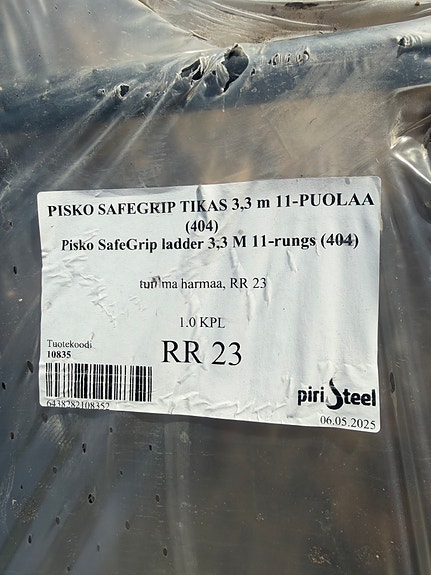 PISKO SAFEGRIP TIKAS 3,3 m 11-PUOLAA
(404)
Pisko SafeGrip ladder 3,3 M 11-rungs (404)
tumma harmaa, RR 23
1.0 KPL
RR 23
Tuotekoodi
10835
6438782108352
piristeel
06.05.2025